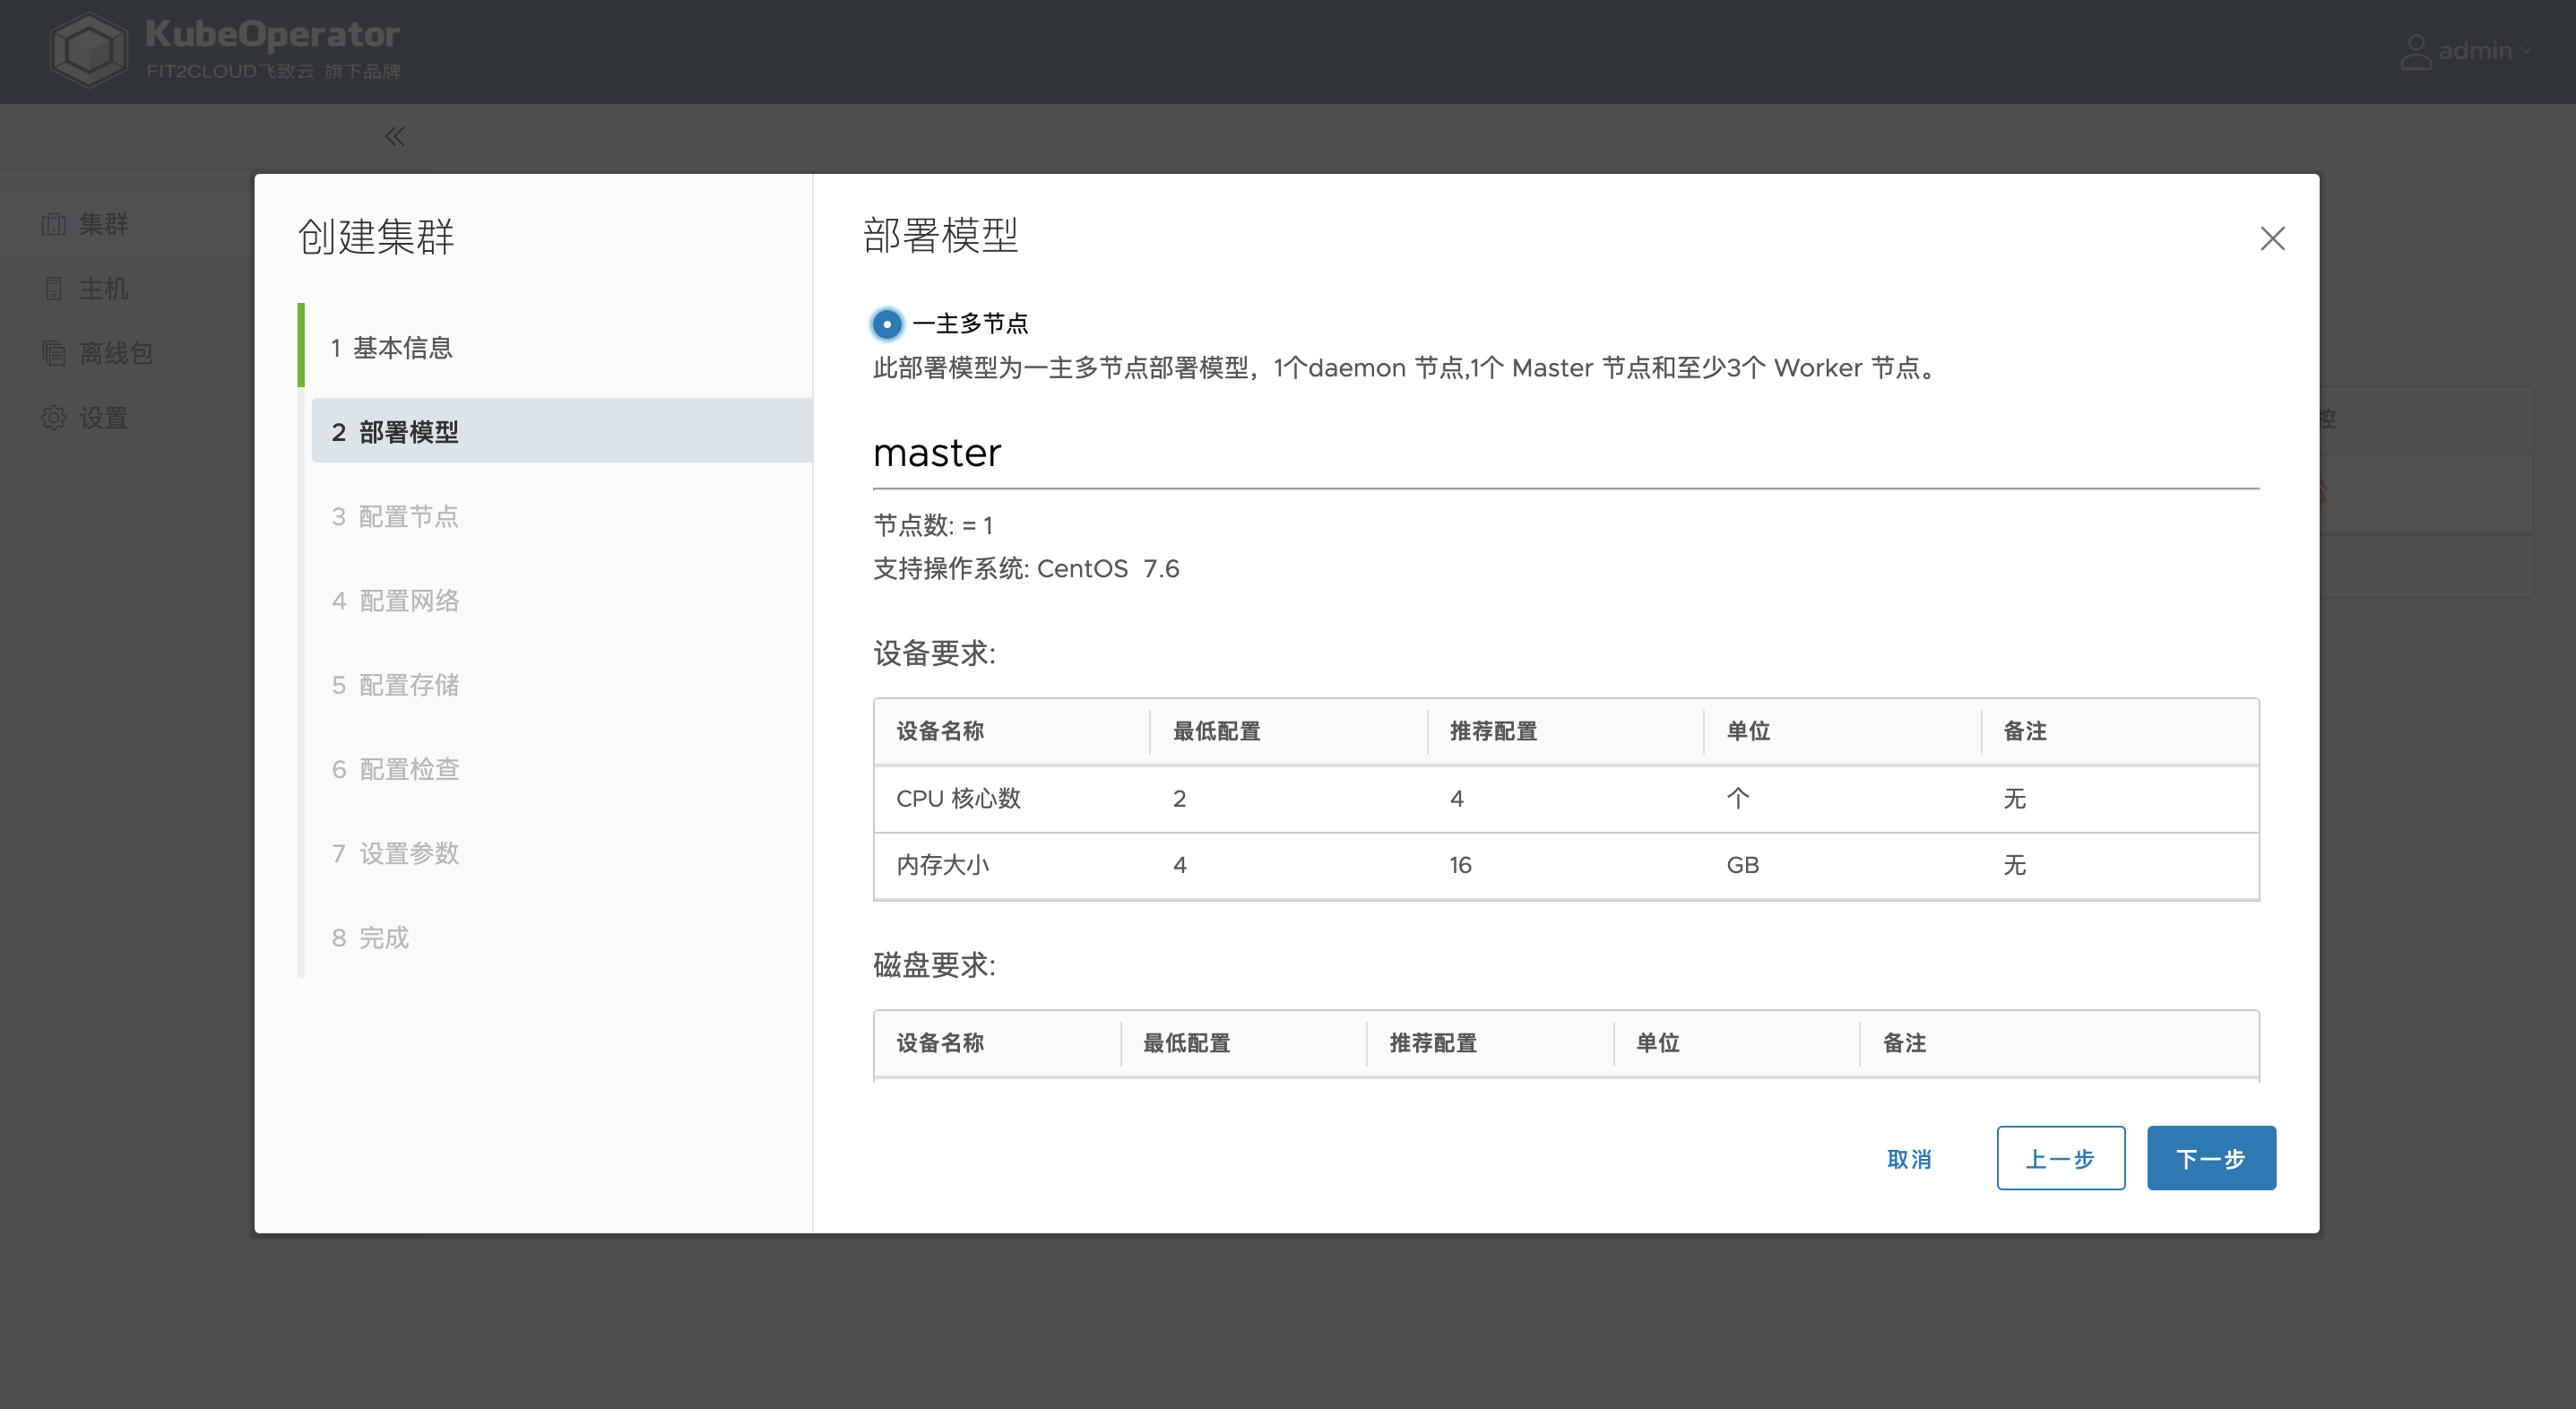 KubeOperator
FIT2CLOUD飞致云 旗下品牌
admin
集群
主机
离线包
设置
控
创建集群
1 基本信息
2 部署模型
3 配置节点
4 配置网络
5 配置存储
6 配置检查
7 设置参数
8 完成
部署模型
一主多节点
此部署模型为一主多节点部署模型，1个daemon 节点,1个 Master 节点和至少3个 Worker 节点。
master
节点数: = 1
支持操作系统: CentOS 7.6
设备要求:
设备名称 最低配置 推荐配置 单位 备注
CPU 核心数 2 4 个 无
内存大小 4 16 GB 无
磁盘要求:
设备名称 最低配置 推荐配置 单位 备注
取消 上一步 下一步